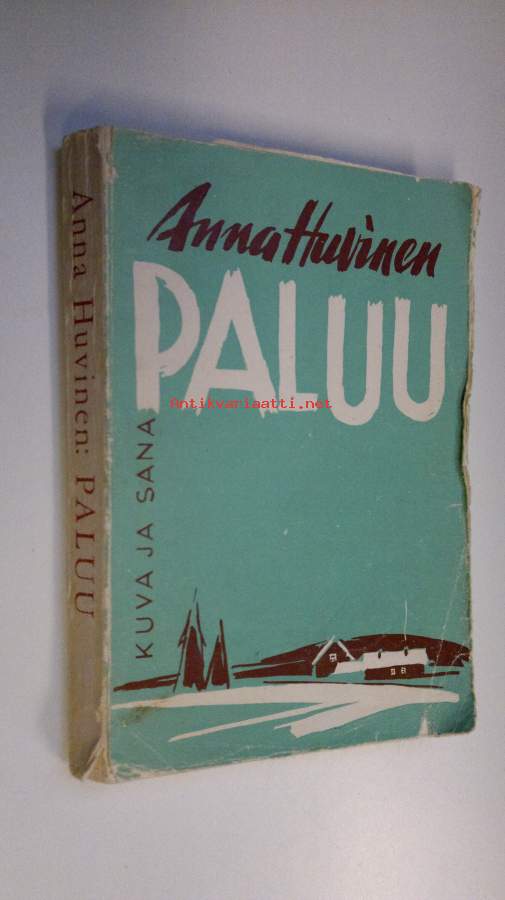 Anna Huvinen: PALUU
Anna Huvinen
PALUU
Antikvariaatti.net
KUVA JA SANA